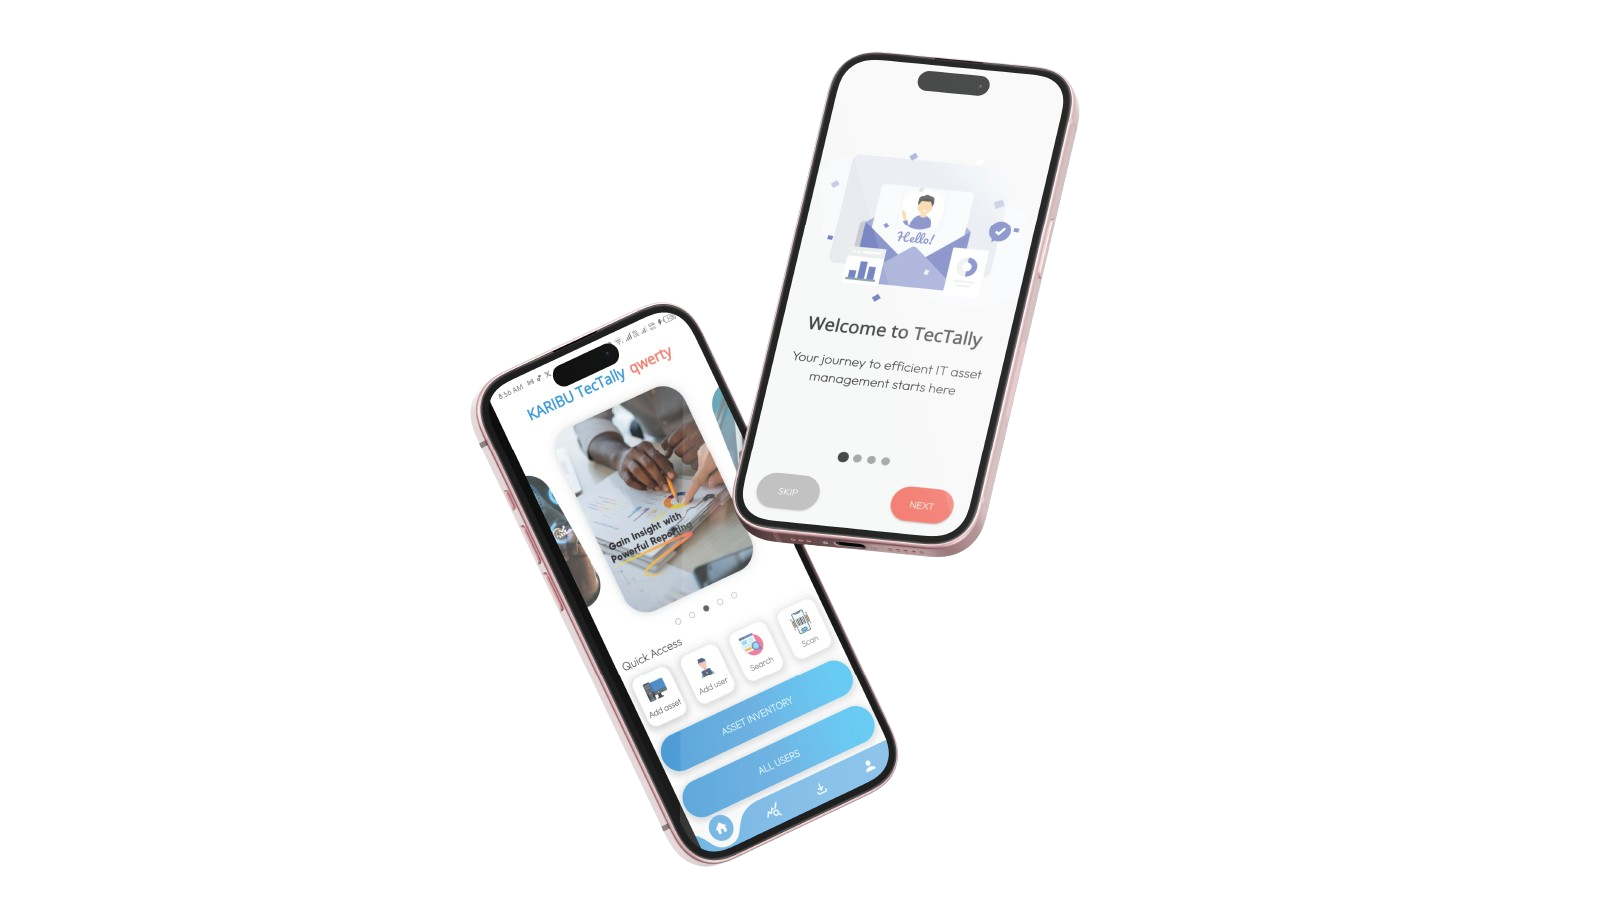 Hello!
Welcome to TecTally
Your journey to efficient IT asset
management starts here
SKIP
NEXT
8:56 AM
KARIBU TecTally qwerty
Gain Insight with
Powerful Reporting
Quick Access
Add asset
Add user
Search
Scan
ASSET INVENTORY
ALL USERS